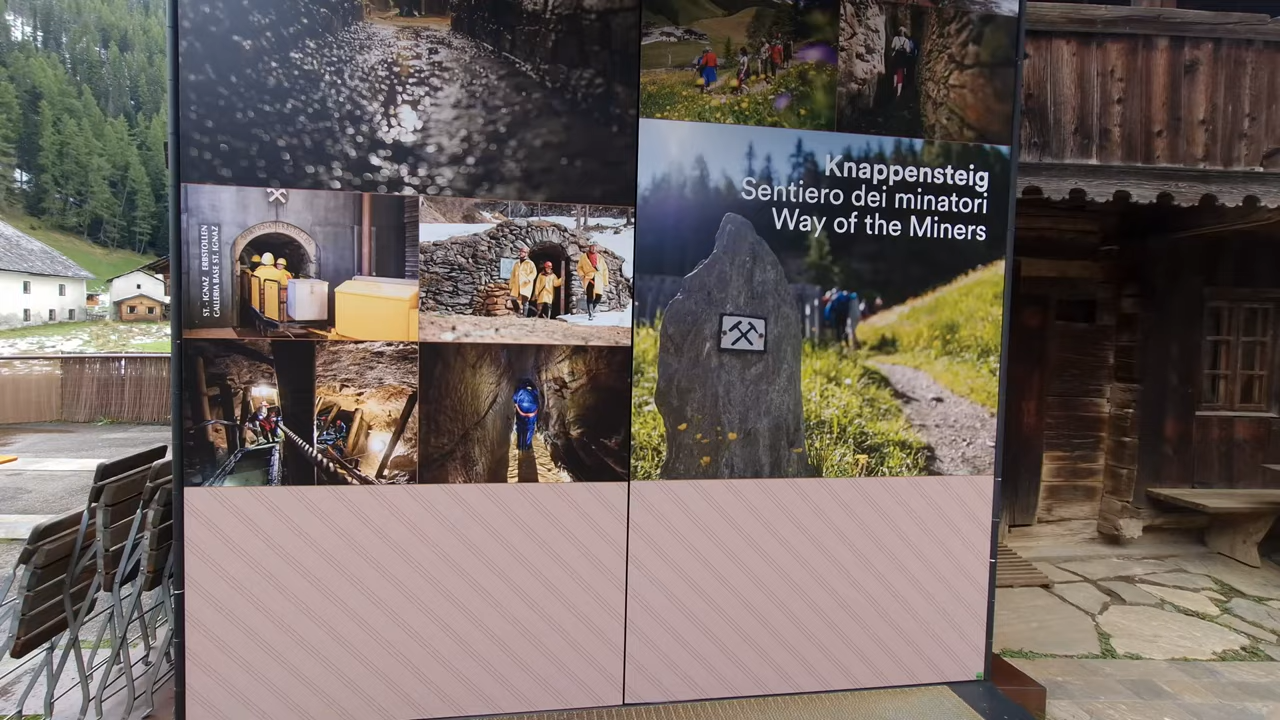 ST. - IGNAZ ERBSTOLLEN
GALLERIA BASE ST. IGNAZ
Knappensteig
Sentiero dei minatori
Way of the Miners